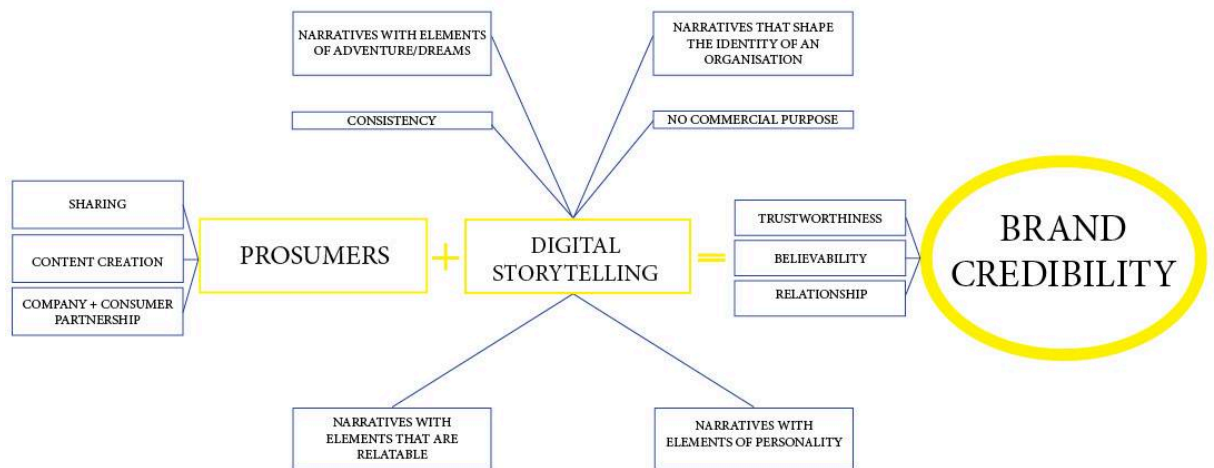 NARRATIVES WITH ELEMENTS
OF ADVENTURE/DREAMS
NARRATIVES THAT SHAPE
THE IDENTITY OF AN
ORGANISATION
CONSISTENCY
NO COMMERCIAL PURPOSE
SHARING
CONTENT CREATION
COMPANY + CONSUMER
PARTNERSHIP
PROSUMERS
+
DIGITAL
STORYTELLING
=
TRUSTWORTHINESS
BELIEVABILITY
RELATIONSHIP
BRAND
CREDIBILITY
NARRATIVES WITH
ELEMENTS THAT ARE
RELATABLE
NARRATIVES WITH
ELEMENTS OF PERSONALITY